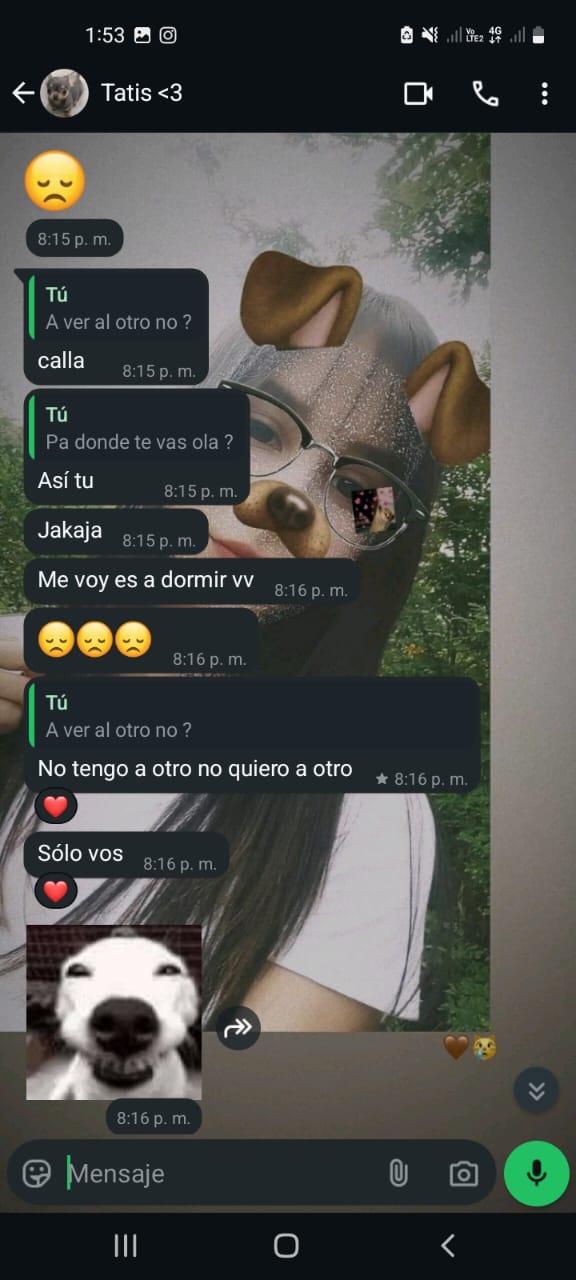 1:53
Vo
LTE2
4G
Tatis <3
8:15 p. m.
Tú
A ver al otro no ?
calla
8:15 p. m.
Tú
Pa donde te vas ola ?
Así tu
8:15 p. m.
Jakaja
8:15 p. m.
Me voy es a dormir vv
8:16 p. m.
8:16 p. m.
Tú
A ver al otro no ?
No tengo a otro no quiero a otro
8:16 p. m.
Sólo vos
8:16 p. m.
8:16 p. m.
Mensaje